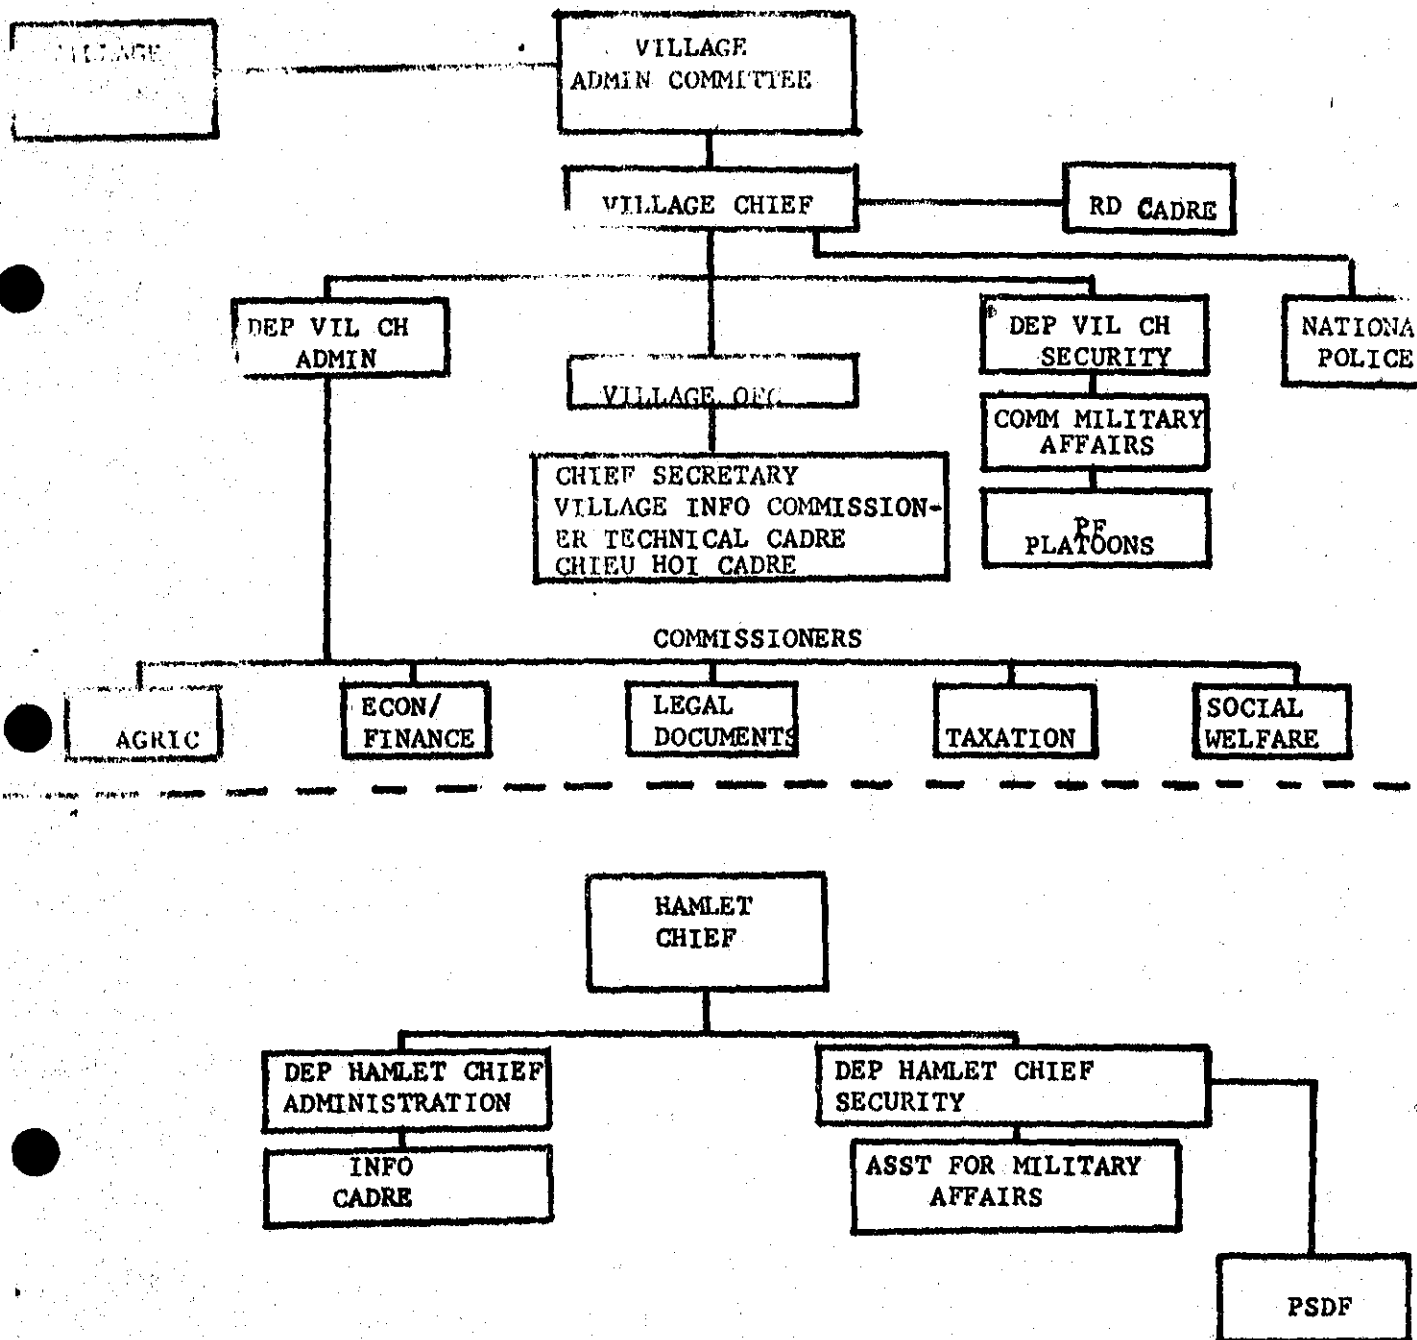 VILLAGE
VILLAGE
ADMIN COMMITTEE
VILLAGE CHIEF
RD CADRE
DEP VIL CH
ADMIN
VILLAGE OFC
DEP VIL CH
SECURITY
NATIONA
POLICE
COMM MILITARY
AFFAIRS
CHIEF SECRETARY
VILLAGE INFO COMMISSION-
ER TECHNICAL CADRE
CHIEU HOI CADRE
PF
PLATOONS
COMMISSIONERS
AGRIC
ECON/
FINANCE
LEGAL
DOCUMENTS
TAXATION
SOCIAL
WELFARE
HAMLET
CHIEF
DEP HAMLET CHIEF
ADMINISTRATION
DEP HAMLET CHIEF
SECURITY
INFO
CADRE
ASST FOR MILITARY
AFFAIRS
PSDF